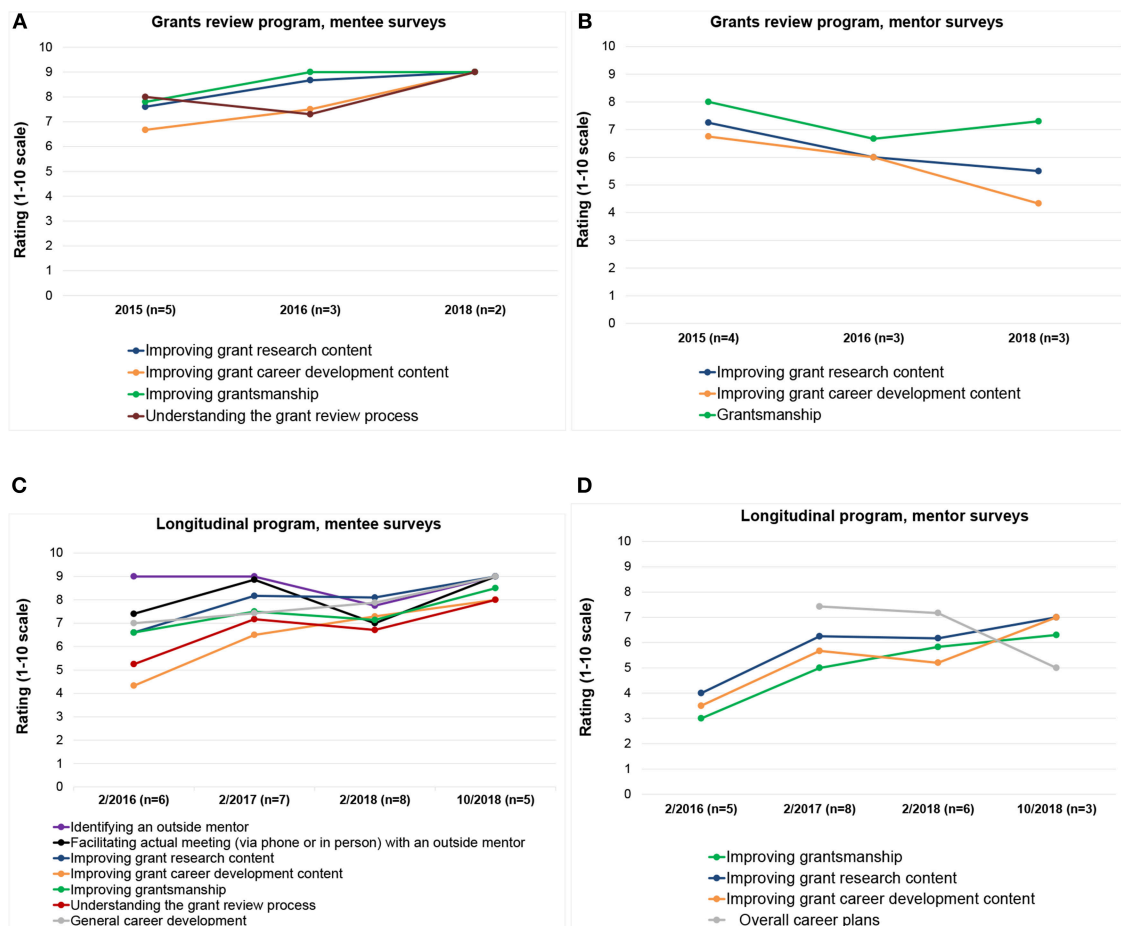 A
Grants review program, mentee surveys
Rating (1-10 scale)
10
9
8
7
6
5
4
3
2
1
0
2015 (n=5) 2016 (n=3) 2018 (n=2)
Improving grant research content
Improving grant career development content
Improving grantsmanship
Understanding the grant review process
B
Grants review program, mentor surveys
Rating (1-10 scale)
10
9
8
7
6
5
4
3
2
1
0
2015 (n=4) 2016 (n=3) 2018 (n=3)
Improving grant research content
Improving grant career development content
Grantsmanship
C
Longitudinal program, mentee surveys
Rating (1-10 scale)
10
9
8
7
6
5
4
3
2
1
0
2/2016 (n=6) 2/2017 (n=7) 2/2018 (n=8) 10/2018 (n=5)
Identifying an outside mentor
Facilitating actual meeting (via phone or in person) with an outside mentor
Improving grant research content
Improving grant career development content
Improving grantsmanship
Understanding the grant review process
General career development
D
Longitudinal program, mentor surveys
Rating (1-10 scale)
10
9
8
7
6
5
4
3
2
1
0
2/2016 (n=5) 2/2017 (n=8) 2/2018 (n=6) 10/2018 (n=3)
Improving grantsmanship
Improving grant research content
Improving grant career development content
Overall career plans